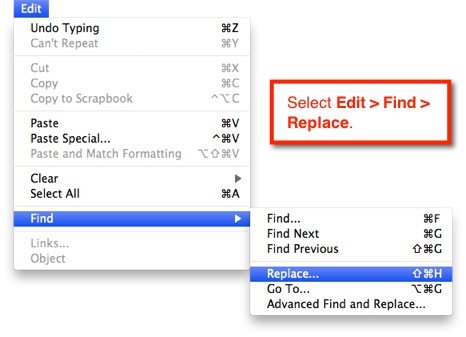 Edit
Undo Typing ⌘Z
Can't Repeat ⌘Y
Cut ⌘X
Copy ⌘C
Copy to Scrapbook ^⌥C
Paste ⌘V
Paste Special... ^⌘V
Paste and Match Formatting ⌥⇧⌘V
Clear
Select All ⌘A
Find
Links...
Object
Select Edit > Find >
Replace.
Find... ⌘F
Find Next ⌘G
Find Previous ⇧⌘G
Replace... ⇧⌘H
Go To... ⌥⌘G
Advanced Find and Replace...